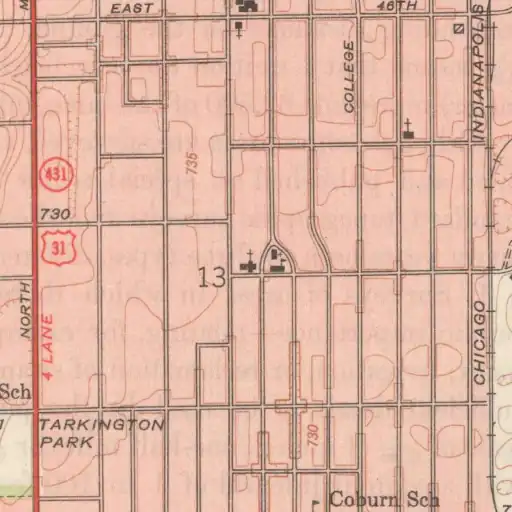 EAST
46TH
COLLEGE
INDIANAPOLIS
735
431
730
31
13
NORTH
4 LANE
CHICAGO
Sch
TARKINGTON
PARK
730
Coburn Sch
7